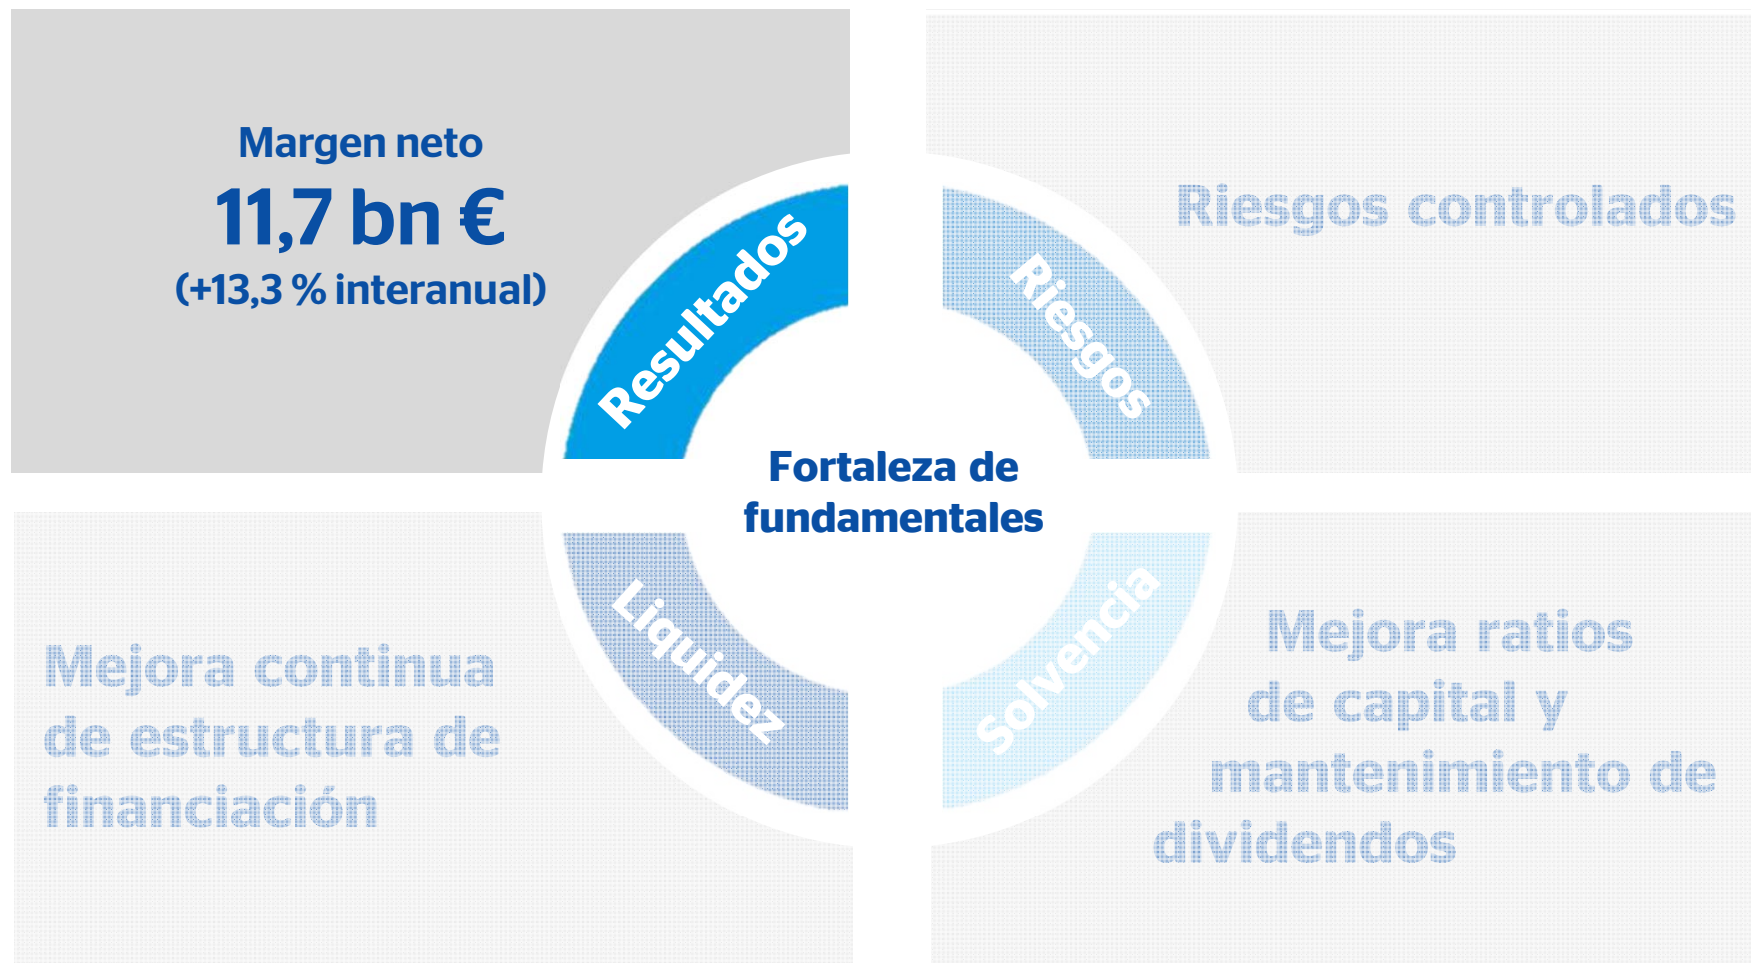 Margen neto
11,7 bn €
(+13,3 % interanual)
Resultados
Riesgos controlados
Riesgos
Fortaleza de
fundamentales
Liquidez
Mejora continua
de estructura de
financiación
Solvencia
Mejora ratios
de capital y
mantenimiento de
dividendos